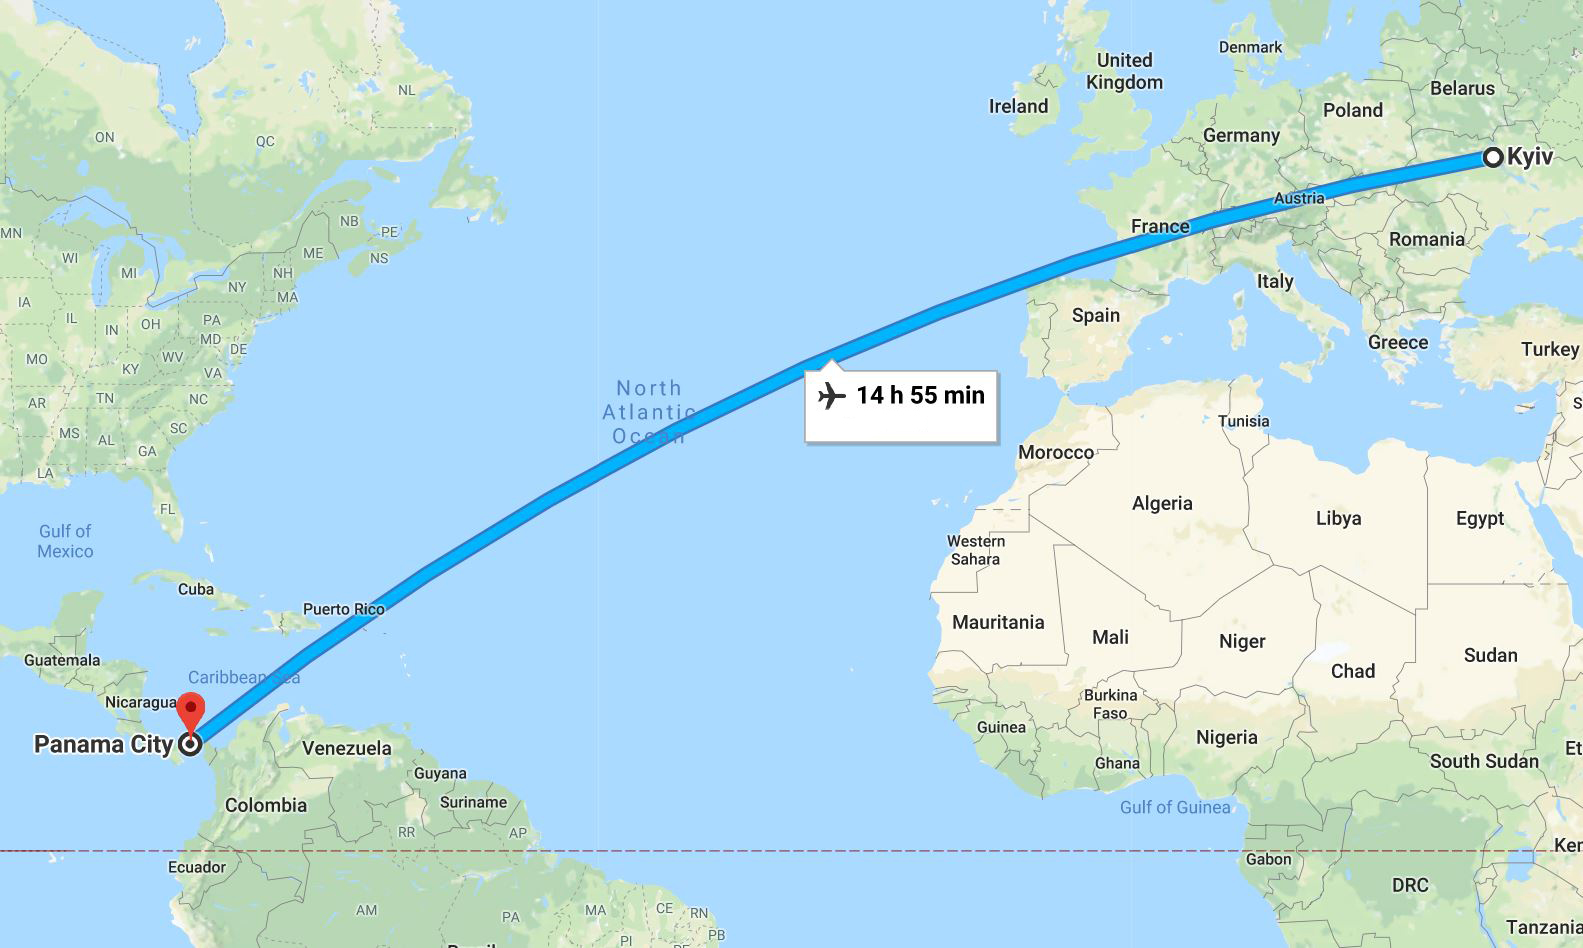 Denmark
United
Kingdom
Ireland
Belarus
Poland
NL
Germany
ON
QC
Kyiv
Austria
NB
France
PE
MN
Romania
ME
NS
WI
MI
NH
Italy
NY
MA
IA
Spain
IL
OH
PA
IN
MD
Greece
DE
Turkey
MO
WV
KY
VA
North
Atlantic
Ocean
14 h 55 min
TN
NC
AR
S
Tunisia
SC
MS
AL
GA
Morocco
LA
Algeria
FL
Libya
Egypt
Gulf of
Mexico
Western
Sahara
Cuba
Puerto Rico
Mauritania
Mali
Niger
Sudan
Guatemala
Chad
Caribbean Sea
Burkina
Faso
Nicaragua
Guinea
Nigeria
Panama City
Venezuela
Et
South Sudan
Ghana
Guyana
Suriname
Colombia
Gulf of Guinea
RR
AP
Ken
Gabon
Ecuador
DRC
AM
MA
CE
RN
PA
Tanzania
PB
PI